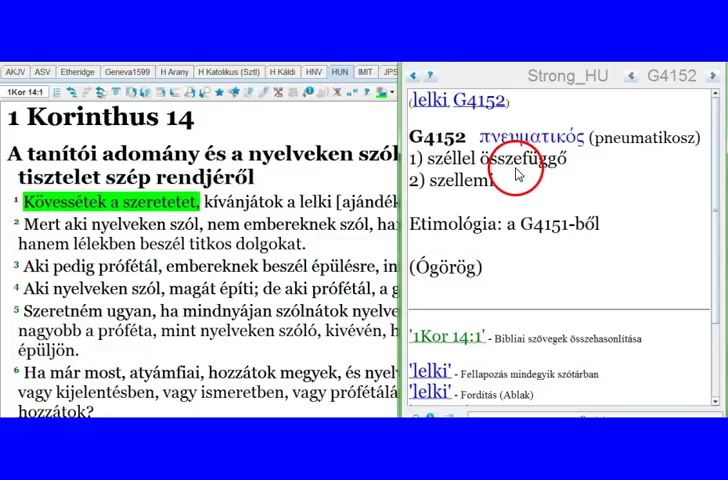 AKJV ASV Etheridge Geneva1599 H Arany H Katolikus (Sztl) H Káldi HNV HUN IMIT JPS
1Kor 14:1
1 Korinthus 14
A tanítói adomány és a nyelveken szól
tisztelet szép rendjéről
1 Kövessétek a szeretetet, kívánjátok a lelki [ajándék
2 Mert aki nyelveken szól, nem embereknek szól, ha
hanem lélekben beszél titkos dolgokat.
3 Aki pedig prófétál, embereknek beszél épülésre, in
4 Aki nyelveken szól, magát építi; de aki prófétál, a g
5 Szeretném ugyan, ha mindnyájan szólnátok nyelve
nagyobb a próféta, mint nyelveken szóló, kivévén, h
épüljön.
6 Ha már most, atyámfiai, hozzátok megyek, és nyel
vagy kijelentésben, vagy ismeretben, vagy prófétálá
hozzátok?
Strong_HU G4152
(lelki G4152)
G4152 πνευματικός (pneumatikosz)
1) széllel összefüggő
2) szellemi
Etimológia: a G4151-ből
(Ógörög)
'1Kor 14:1' - Bibliai szövegek összehasonlítása
'lelki' - Fellapozás mindegyik szótárban
'lelki' - Fordítás (Ablak)